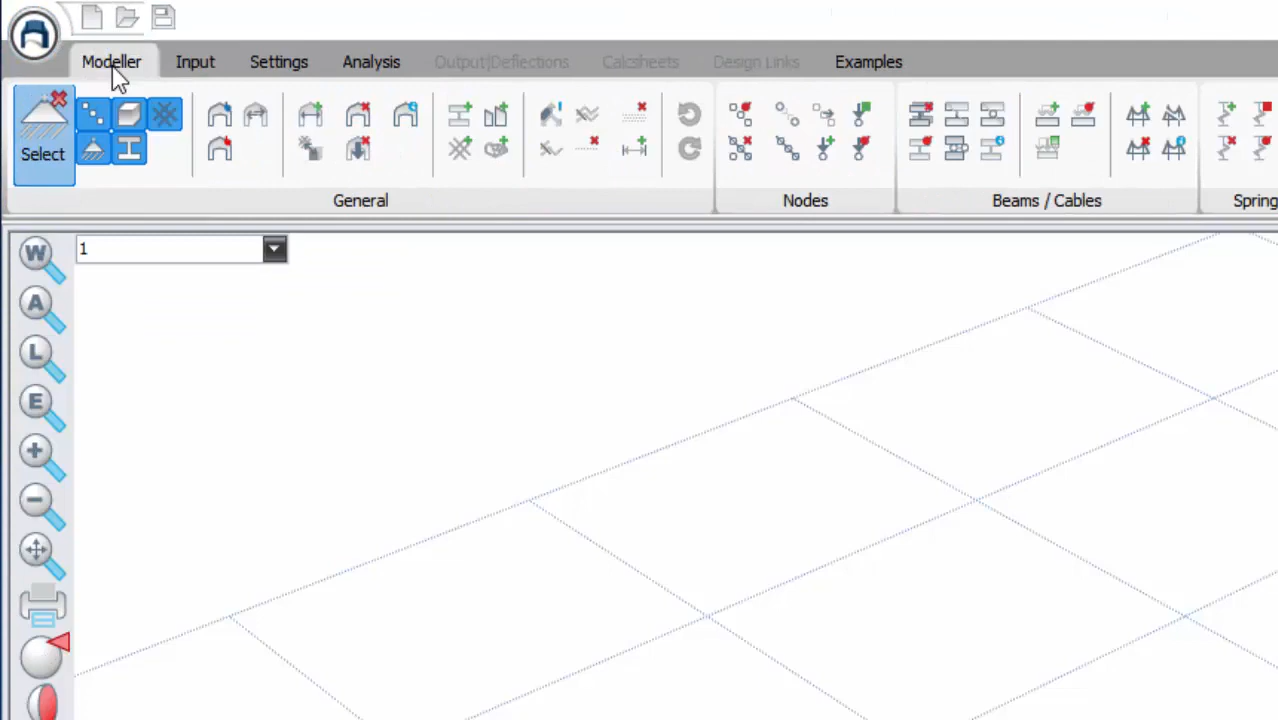 Modeller Input Settings Analysis Output|Deflections Calcsheets Design Links Examples
Select
General Nodes Beams / Cables Spring
1
W
A
L
E